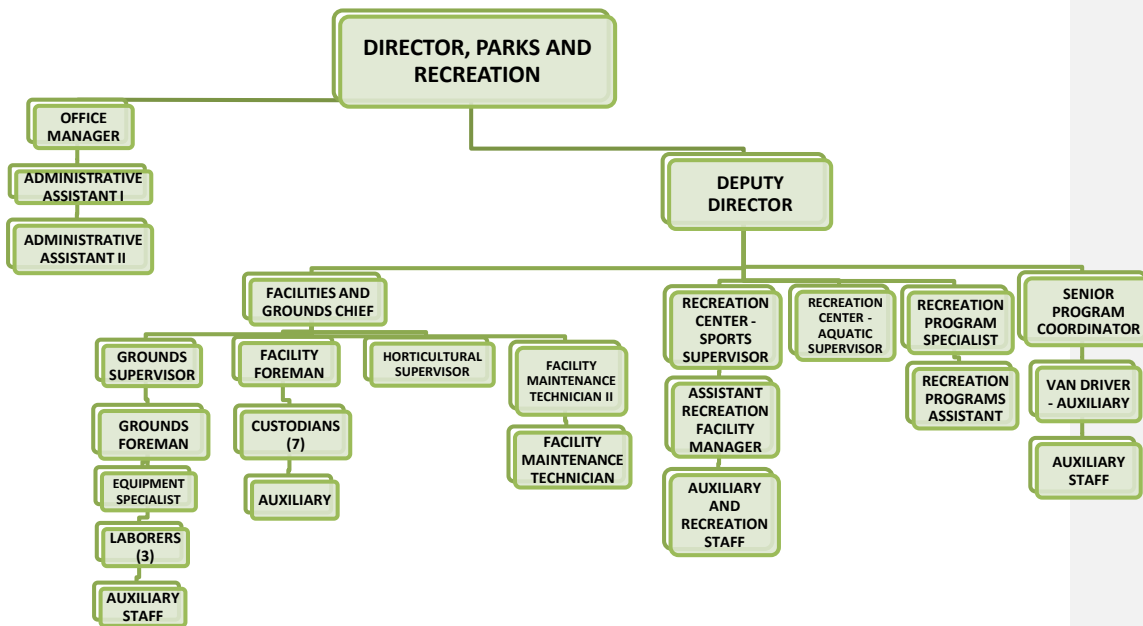 DIRECTOR, PARKS AND
RECREATION
OFFICE
MANAGER
ADMINISTRATIVE
ASSISTANT I
ADMINISTRATIVE
ASSISTANT II
DEPUTY
DIRECTOR
FACILITIES AND
GROUNDS CHIEF
GROUNDS
SUPERVISOR
GROUNDS
FOREMAN
EQUIPMENT
SPECIALIST
LABORERS
(3)
AUXILIARY
STAFF
FACILITY
FOREMAN
CUSTODIANS
(7)
AUXILIARY
HORTICULTURAL
SUPERVISOR
FACILITY
MAINTENANCE
TECHNICIAN II
FACILITY
MAINTENANCE
TECHNICIAN
RECREATION
CENTER -
SPORTS
SUPERVISOR
ASSISTANT
RECREATION
FACILITY
MANAGER
AUXILIARY
AND
RECREATION
STAFF
RECREATION
CENTER -
AQUATIC
SUPERVISOR
RECREATION
PROGRAM
SPECIALIST
RECREATION
PROGRAMS
ASSISTANT
SENIOR
PROGRAM
COORDINATOR
VAN DRIVER
- AUXILIARY
AUXILIARY
STAFF